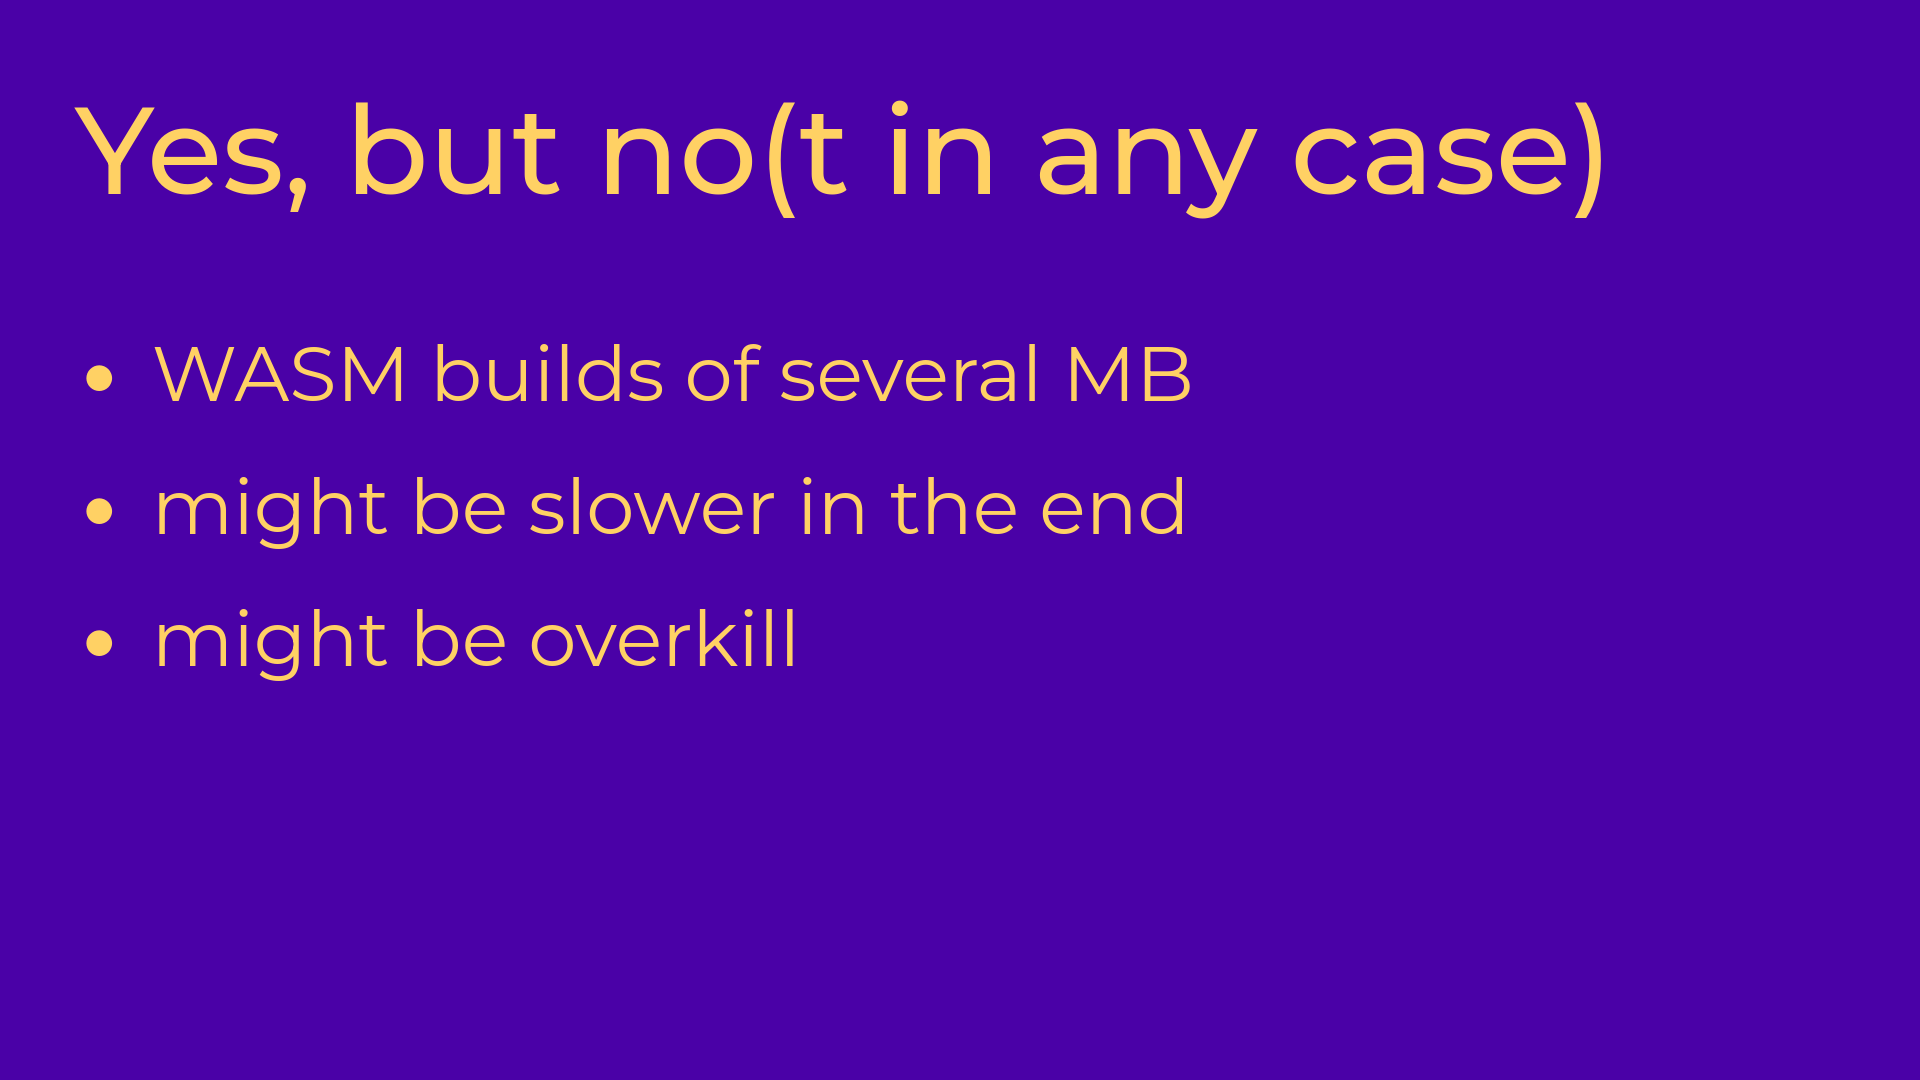 Yes, but no(t in any case)
• WASM builds of several MB
• might be slower in the end
• might be overkill